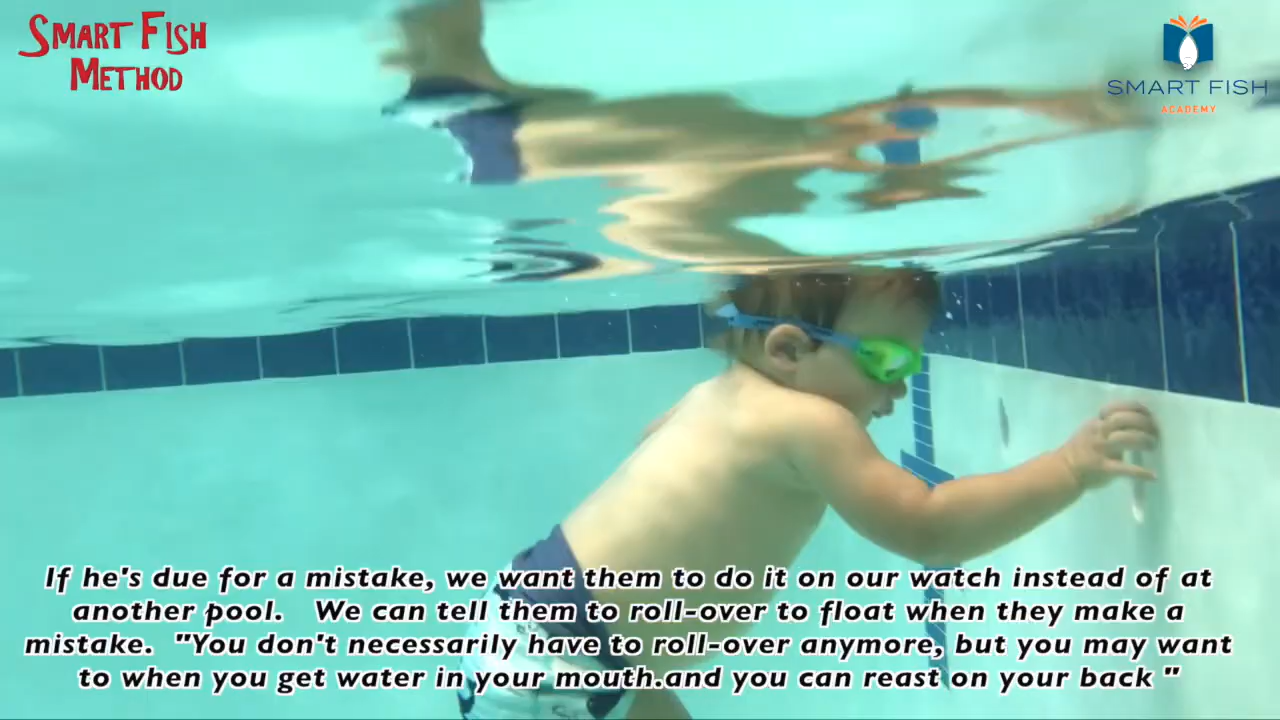 SMART FISH
METHOD
SMART FISH
ACADEMY
If he's due for a mistake, we want them to do it on our watch instead of at
another pool. We can tell them to roll-over to float when they make a
mistake. "You don't necessarily have to roll-over anymore, but you may want
to when you get water in your mouth.and you can reast on your back "